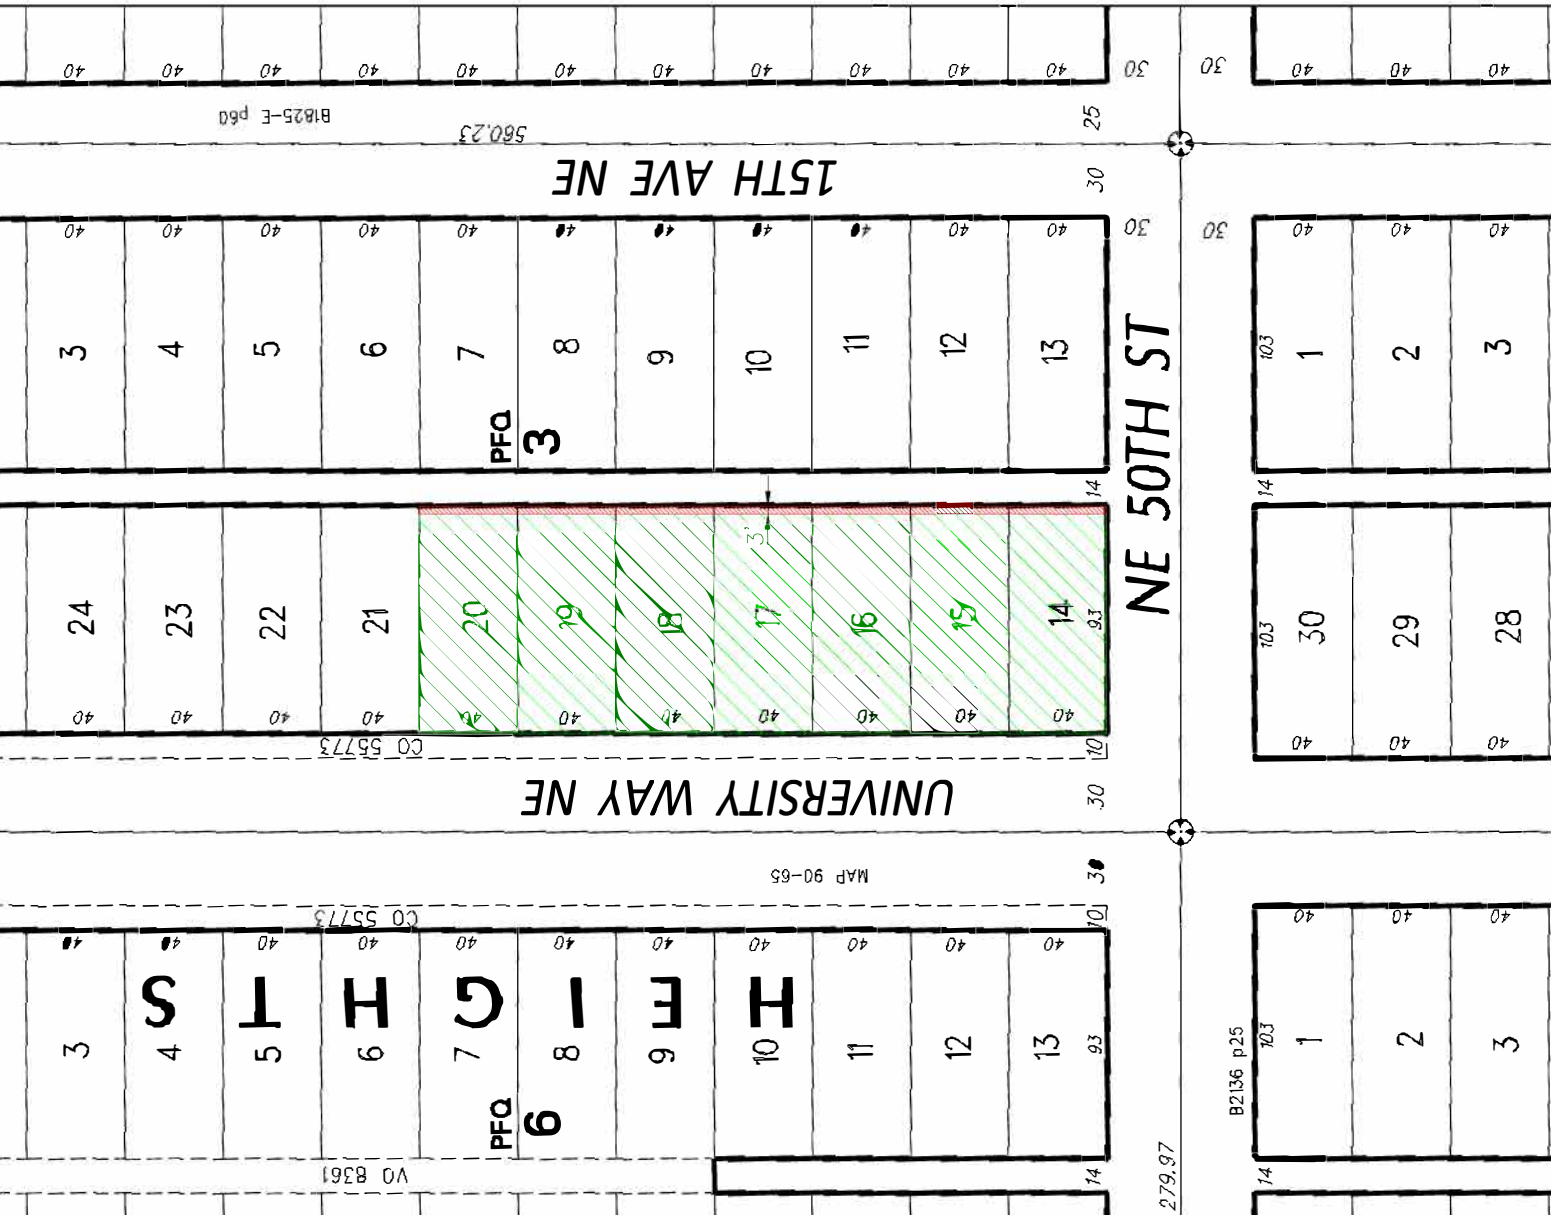 40 40 40 40 40 40 40 40 40 40 40 30 30 40 40 40
B1825-E p60
25
560.23
15TH AVE NE
30
40 40 40 40 40 40 40 40 40 40 40 30 30 40 40 40
3 4 5 6 7 8 9 10 11 12 13 103 1 2 3
NE 50TH ST
PFQ
3
14 14
3'
24 23 22 21 20 19 18 17 16 15 14 93 103 30 29 28
40 40 40 40 40 40 40 40 40 40 40 40 40 40
CO 55773
10
UNIVERSITY WAY NE
30
MAP 90-65
30
CO 55773
10
40 40 40 40 40 40 40 40 40 40 40 40 40 40
H E I G H T S
3 4 5 6 7 8 9 10 11 12 13 93 103 1 2 3
B2136 p25
PFQ
6
VO 8361
14 279.97 14